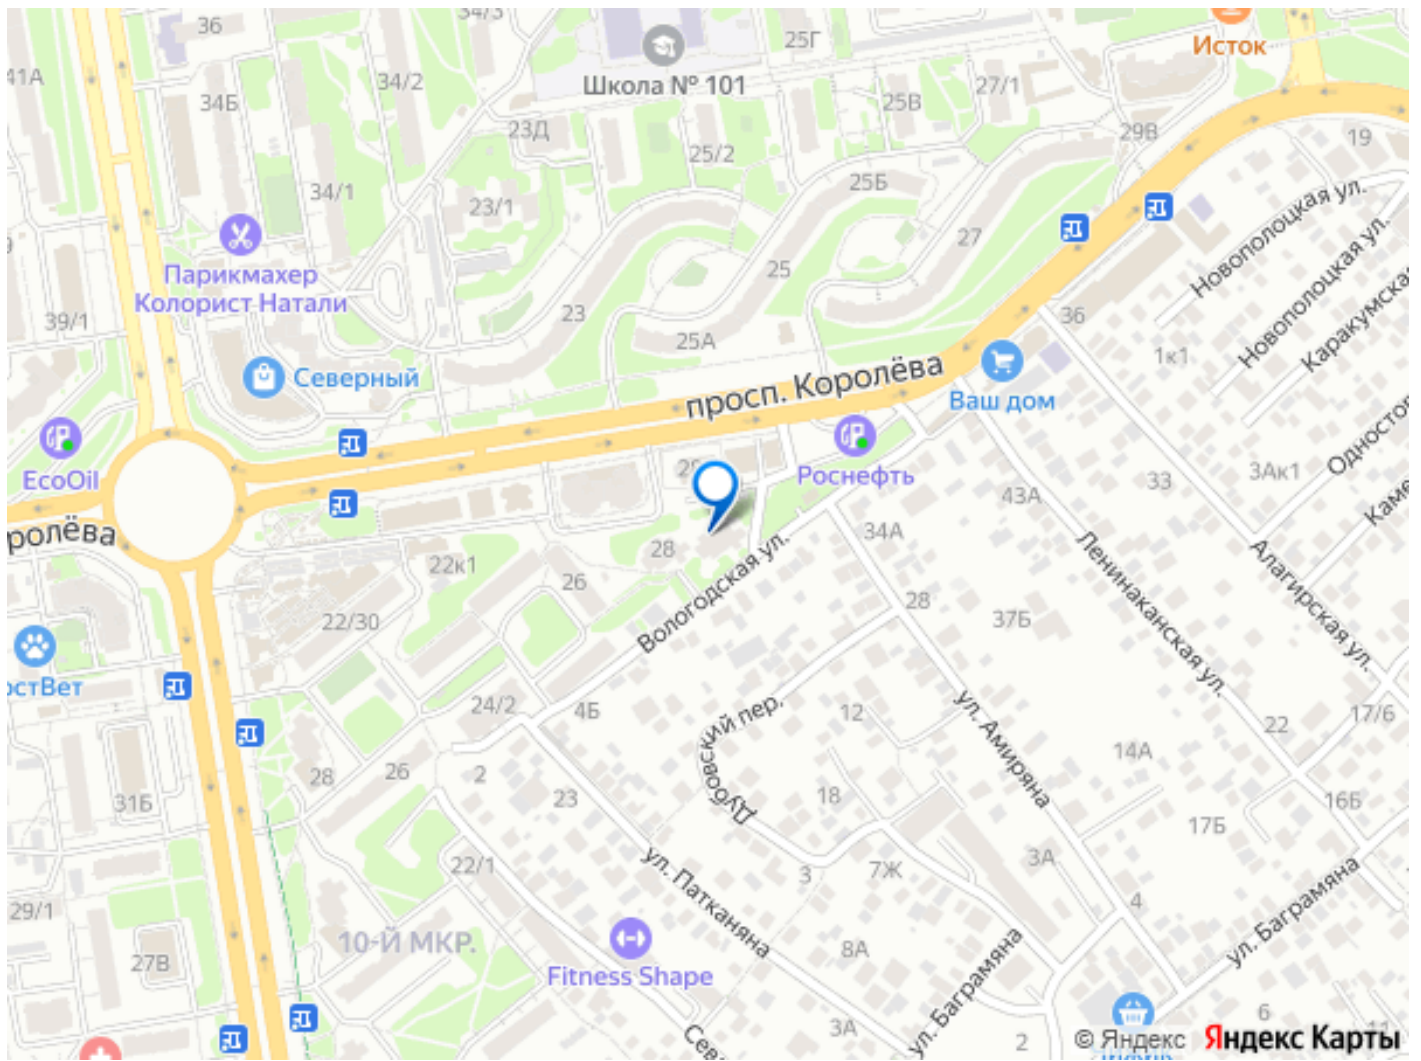 34/3
Исток
36
25Г
41А
34/2
Школа № 101
27/1
34Б
25В
23Д
29В
19
25/2
34/1
25Б
23/1
Новополоцкая ул.
27
Новополоцкая ул.
Парикмахер
Колорист Натали
25
39/1
23
36
25А
1к1
Северный
просп. Королёва
Ваш дом
EcoOil
Роснефть
3Ак1
33
43А
34А
28
22к1
26
Вологодская ул.
Ленинаканская ул.
Алагирская ул.
28
37Б
22/30
24/2
4Б
12
22
17/6
Дубовский пер.
ул. Амиряна
14А
28
26
2
31Б
23
18
16Б
17Б
22/1
ул. Патканяна
3
7Ж
3А
4
ул. Баграмяна
29/1
10-Й МКР.
27В
8А
Fitness Shape
ул. Баграмяна
3А
2
6
© Яндекс Яндекс Карты